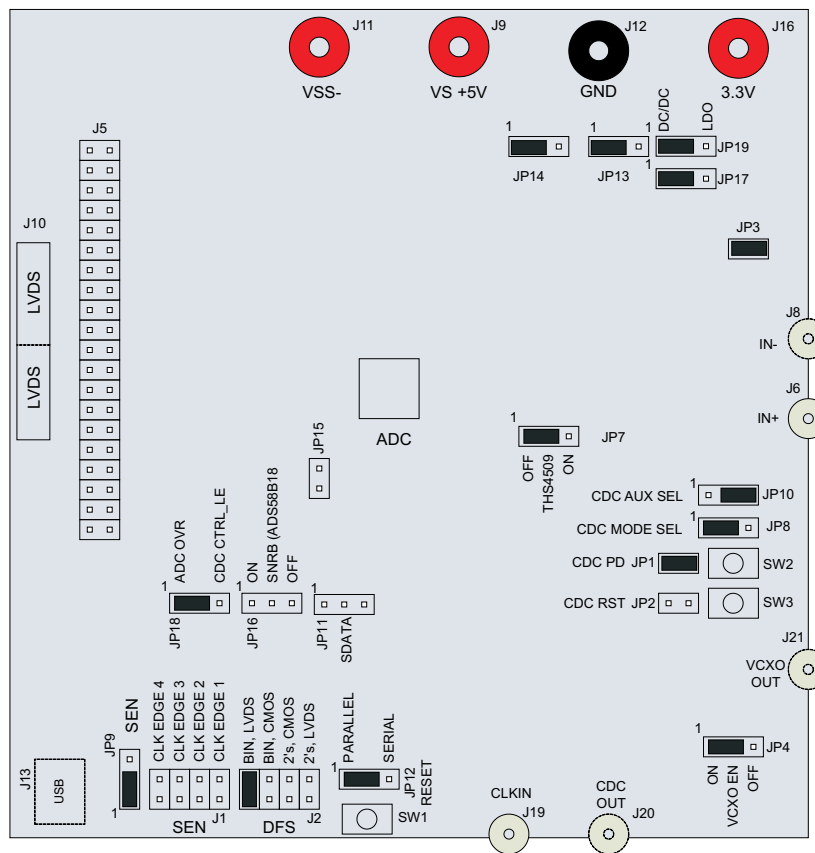 J11
J9
J12
J16
VSS-
VS +5V
GND
3.3V
DC/DC
LDO
J5
1
1
1
JP19
JP14
JP13
1
JP17
J10
JP3
LVDS
LVDS
J8
IN-
J6
IN+
ADC
1
JP7
OFF
THS4509
ON
JP15
CDC AUX SEL
1
JP10
CDC MODE SEL
1
JP8
CDC PD
JP1
SW2
CDC RST
JP2
SW3
ADC OVR
CDC CTRL_LE
ON
SNRB (ADS58B18
OFF
1
JP18
1
JP16
1
JP11
SDATA
J21
VCXO
OUT
JP9
SEN
CLK EDGE 4
CLK EDGE 3
CLK EDGE 2
CLK EDGE 1
BIN, LVDS
BIN, CMOS
2's, CMOS
2's, LVDS
PARALLEL
SERIAL
1
JP12
RESET
1
JP4
ON
VCXO EN
OFF
J13
USB
1
J1
SEN
J2
DFS
SW1
CLKIN
J19
CDC
OUT
J20